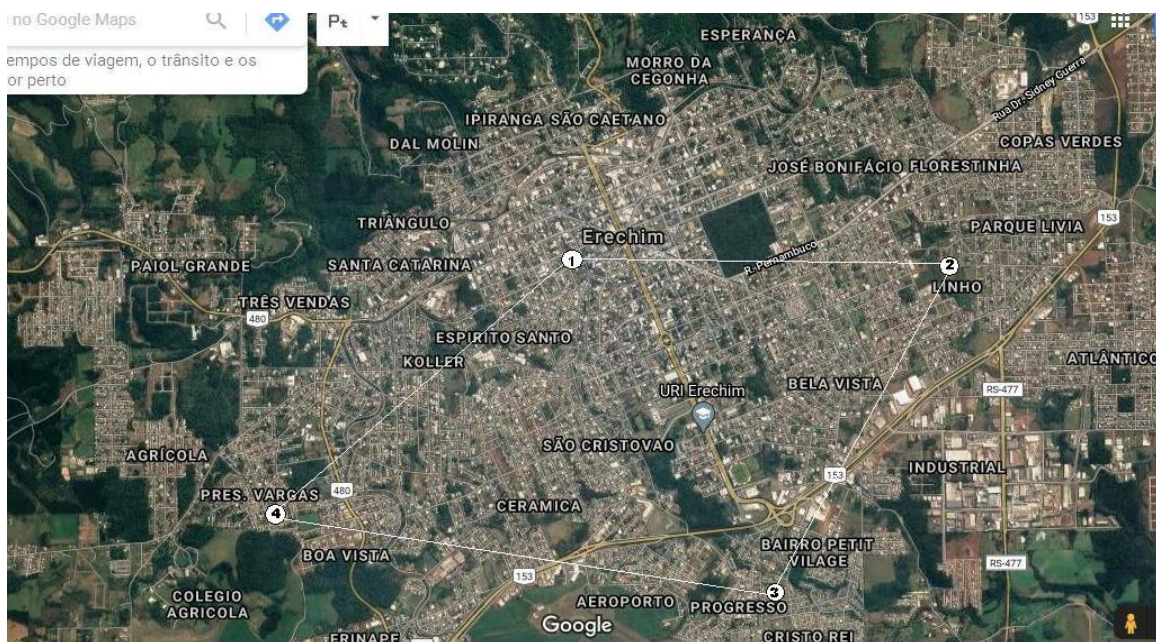 e no Google Maps
Pt
empos de viagem, o trânsito e os
or perto
153
ESPERANÇA
MORRO DA
CEGONHA
Rua Dr. Sidney Guerra
IPIRANGA SÃO CAETANO
DAL MOLIN
COPAS VERDES
JOSÉ BONIFÁCIO FLORESTINHA
TRIÂNGULO
153
PARQUE LIVIA
Erechim
R. Pernambuco
1
2
PAIOL GRANDE
SANTA CATARINA
LINHO
TRÊS VENDAS
480
ESPIRITO SANTO
KOLLER
ATLÂNTICO
BELA VISTA
URI Erechim
RS-477
SÃO CRISTOVAO
AGRÍCOLA
153
INDUSTRIAL
PRES. VARGAS
480
CERAMICA
4
BAIRRO PETIT
VILAGE
BOA VISTA
RS-477
153
3
COLEGIO
AGRICOLA
AEROPORTO
PROGRESSO
Google
FRINAPE
CRISTO REI